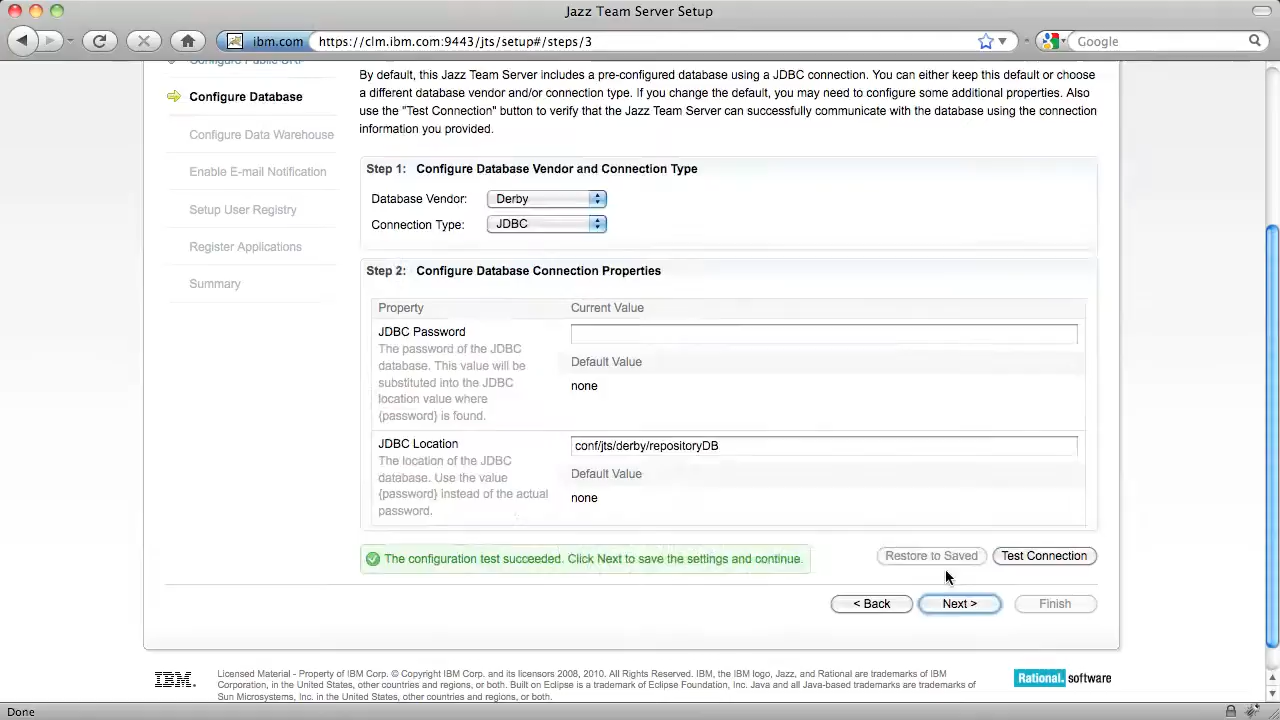 Jazz Team Server Setup
ibm.com https://clm.ibm.com:9443/jts/setup#/steps/3
Google
Configure Public URI
Configure Database
Configure Data Warehouse
Enable E-mail Notification
Setup User Registry
Register Applications
Summary
By default, this Jazz Team Server includes a pre-configured database using a JDBC connection. You can either keep this default or choose
a different database vendor and/or connection type. If you change the default, you may need to configure some additional properties. Also
use the "Test Connection" button to verify that the Jazz Team Server can successfully communicate with the database using the connection
information you provided.
Step 1: Configure Database Vendor and Connection Type
Database Vendor: Derby
Connection Type: JDBC
Step 2: Configure Database Connection Properties
Property Current Value
JDBC Password
The password of the JDBC
database. This value will be
substituted into the JDBC
location value where
{password} is found.
Default Value
none
JDBC Location
The location of the JDBC
database. Use the value
{password} instead of the actual
password.
conf/jts/derby/repositoryDB
Default Value
none
The configuration test succeeded. Click Next to save the settings and continue.
Restore to Saved Test Connection
< Back Next > Finish
IBM.
Licensed Material - Property of IBM Corp. © Copyright IBM Corp. and its licensors 2008, 2010. All Rights Reserved. IBM, the IBM logo, Jazz, and Rational are trademarks of IBM
Corporation, in the United States, other countries and regions, or both. Built on Eclipse is a trademark of Eclipse Foundation, Inc. Java and all Java-based trademarks are trademarks of
Sun Microsystems, Inc. in the United States, other countries and regions, or both.
Rational. software
Done